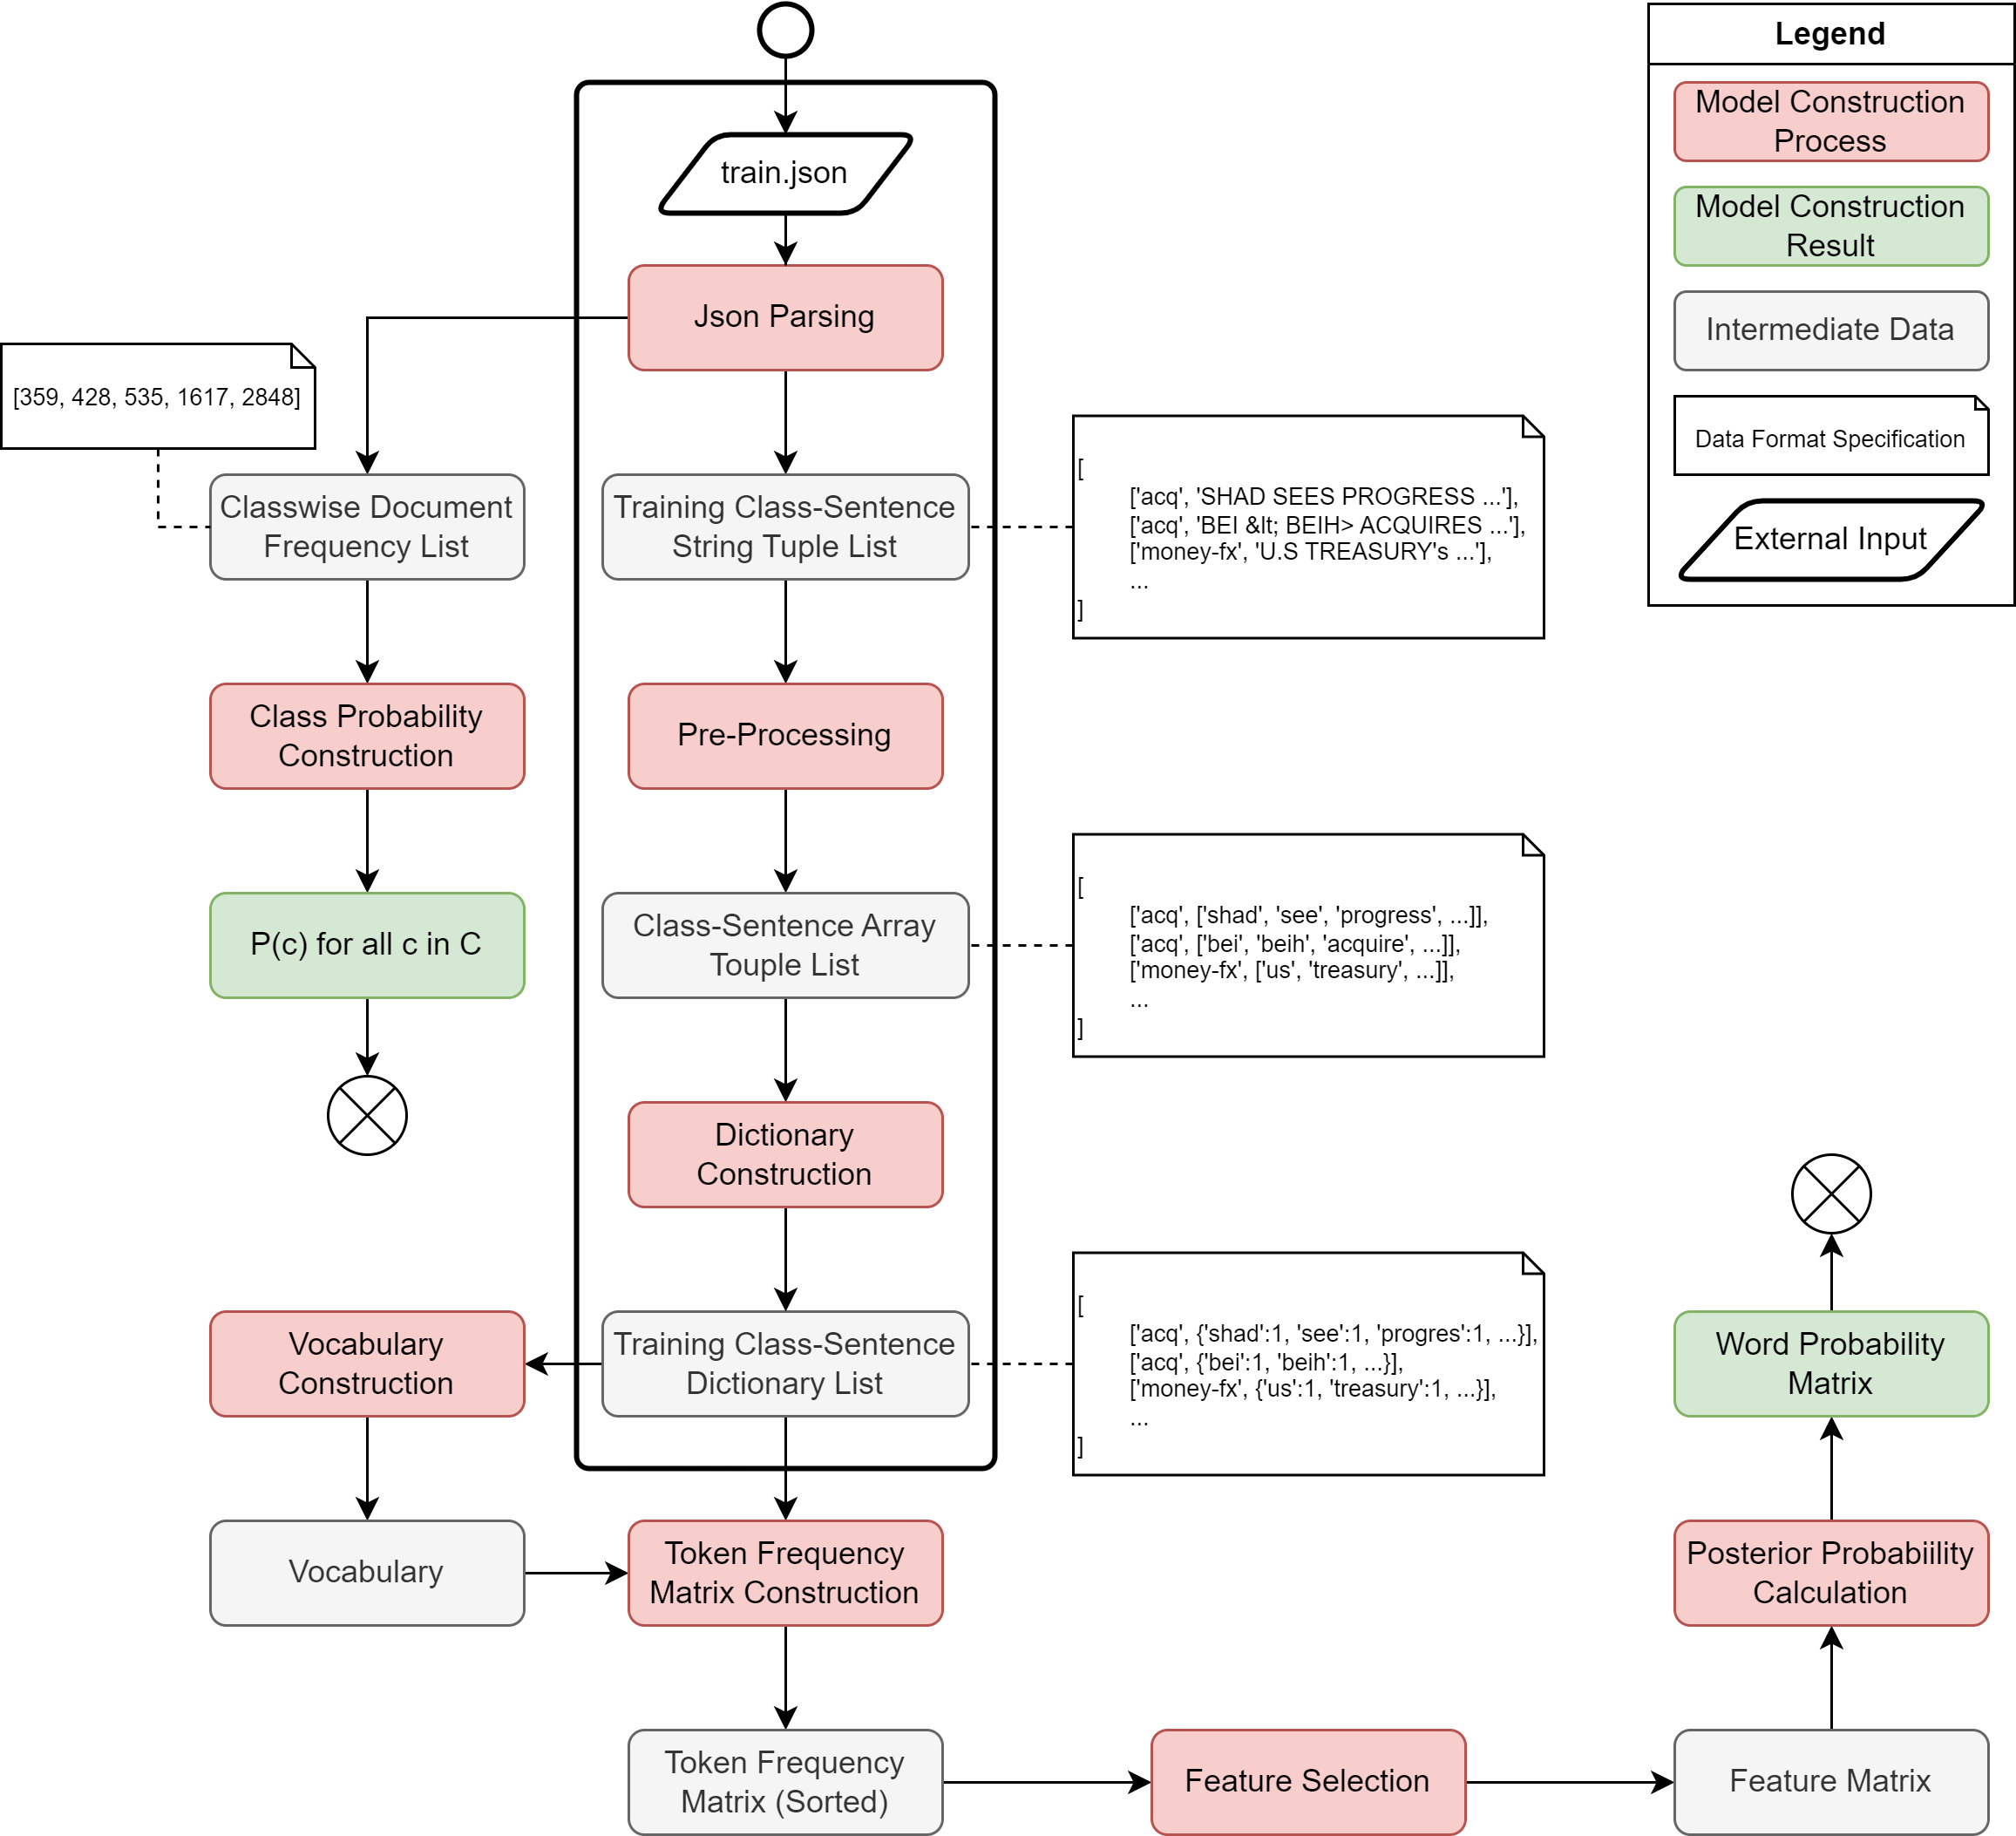 Legend
Model Construction
Process
Model Construction
Result
Intermediate Data
Data Format Specification
External Input
train.json
Json Parsing
[359, 428, 535, 1617, 2848]
Classwise Document
Frequency List
Training Class-Sentence
String Tuple List
[
['acq', 'SHAD SEES PROGRESS ...'],
['acq', 'BEI &lt; BEIH> ACQUIRES ...'],
['money-fx', 'U.S TREASURY's ...'],
...
]
Class Probability
Construction
Pre-Processing
P(c) for all c in C
Class-Sentence Array
Touple List
[
['acq', ['shad', 'see', 'progress', ...]],
['acq', ['bei', 'beih', 'acquire', ...]],
['money-fx', ['us', 'treasury', ...]],
...
]
Dictionary
Construction
Vocabulary
Construction
Training Class-Sentence
Dictionary List
[
['acq', {'shad':1, 'see':1, 'progres':1, ...}],
['acq', {'bei':1, 'beih':1, ...}],
['money-fx', {'us':1, 'treasury':1, ...}],
...
]
Word Probability
Matrix
Vocabulary
Token Frequency
Matrix Construction
Posterior Probabiility
Calculation
Token Frequency
Matrix (Sorted)
Feature Selection
Feature Matrix